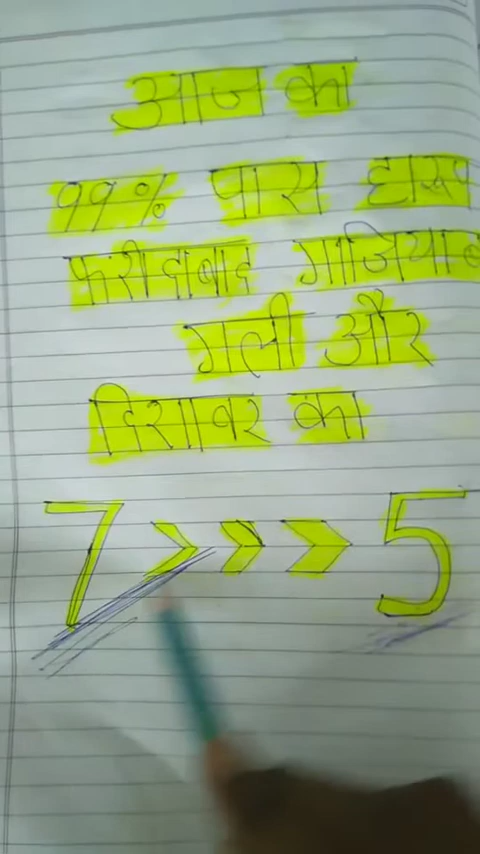 आज का
99% पास हरूफ
फरीदाबाद गाजियाब
गली और
दिसावर का
7 >>> 5